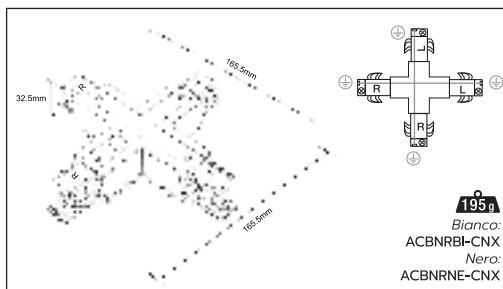 165.5mm
32.5mm
R
R
165.5mm
L
R
L
R
195g
Bianco:
ACBNRBI-CNX
Nero:
ACBNRNE-CNX